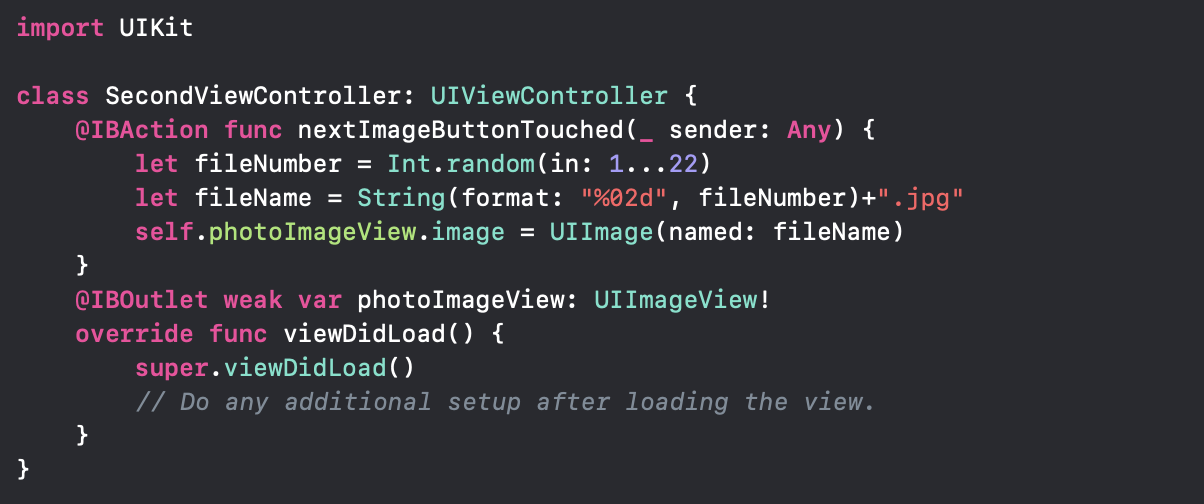 import UIKit

class SecondViewController: UIViewController {
    @IBAction func nextImageButtonTouched(_ sender: Any) {
        let fileNumber = Int.random(in: 1...22)
        let fileName = String(format: "%02d", fileNumber)+".jpg"
        self.photoImageView.image = UIImage(named: fileName)
    }
    @IBOutlet weak var photoImageView: UIImageView!
    override func viewDidLoad() {
        super.viewDidLoad()
        // Do any additional setup after loading the view.
    }
}